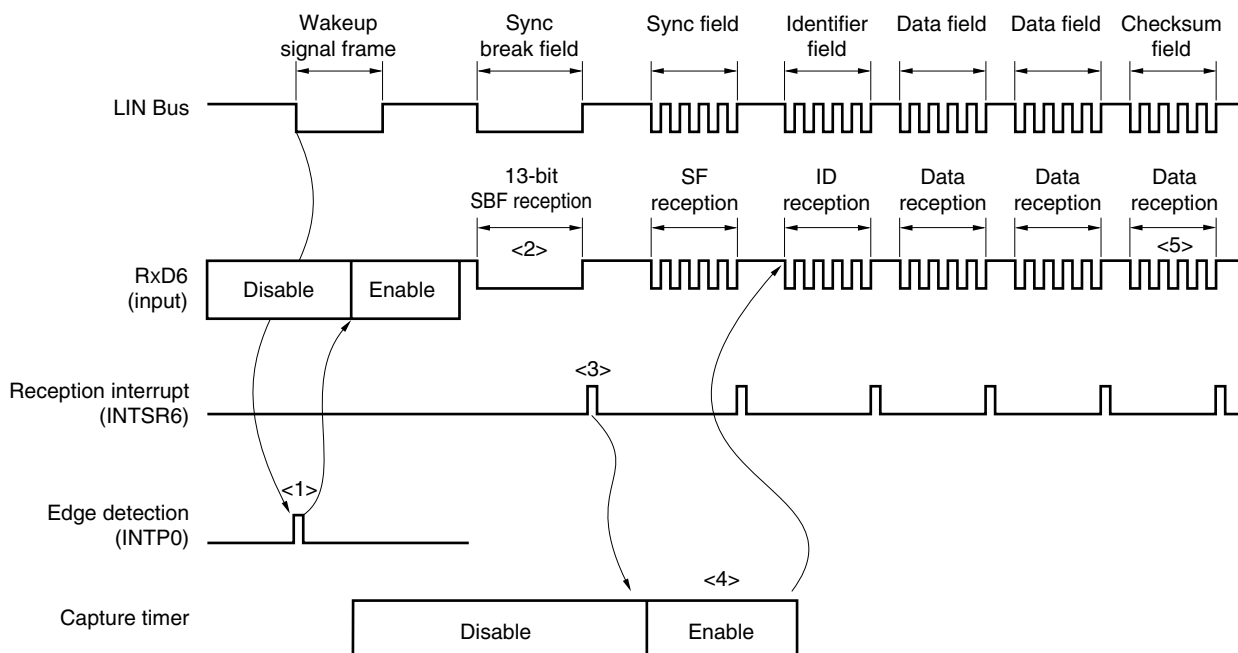 Wakeup
signal frame
Sync
break field
Sync field
Identifier
field
Data field
Data field
Checksum
field
LIN Bus
13-bit
SBF reception
SF
reception
ID
reception
Data
reception
Data
reception
Data
reception
<2>
<5>
RxD6
(input)
Disable
Enable
Reception interrupt
(INTSR6)
<3>
Edge detection
(INTP0)
<1>
Capture timer
Disable
Enable
<4>